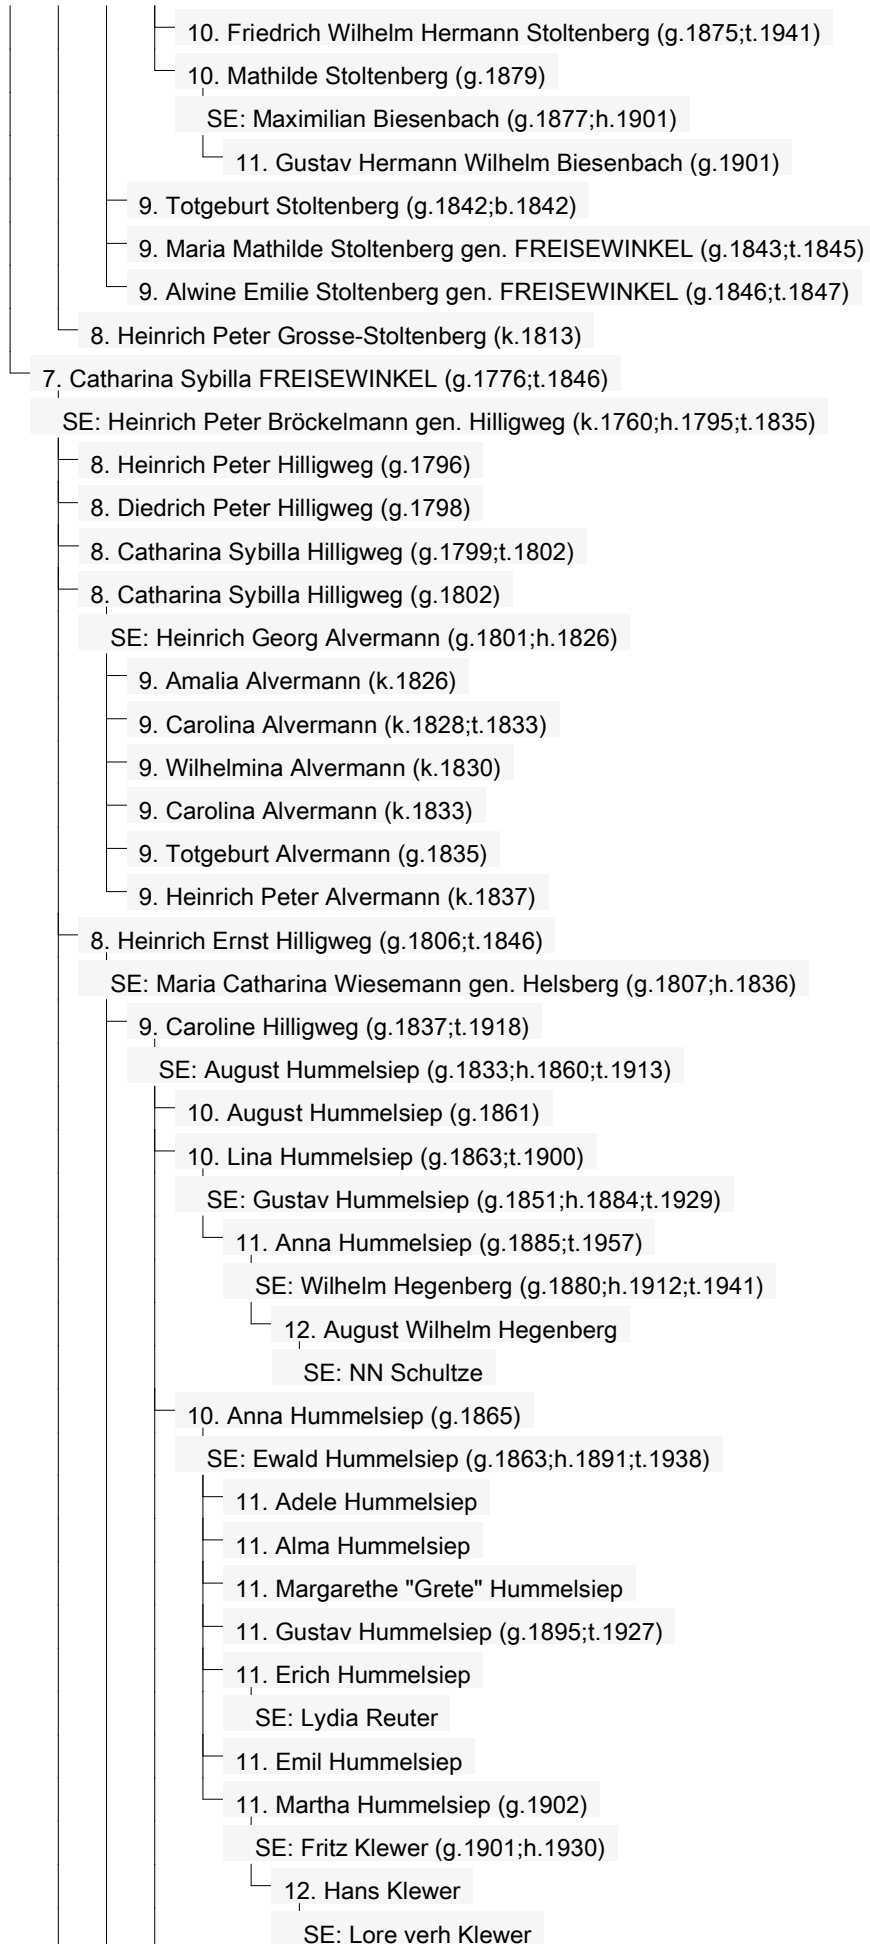 10. Friedrich Wilhelm Hermann Stoltenberg (g.1875;t.1941)
10. Mathilde Stoltenberg (g.1879)
SE: Maximilian Biesenbach (g.1877;h.1901)
11. Gustav Hermann Wilhelm Biesenbach (g.1901)
9. Totgeburt Stoltenberg (g.1842;b.1842)
9. Maria Mathilde Stoltenberg gen. FREISEWINKEL (g.1843;t.1845)
9. Alwine Emilie Stoltenberg gen. FREISEWINKEL (g.1846;t.1847)
8. Heinrich Peter Grosse-Stoltenberg (k.1813)
7. Catharina Sybilla FREISEWINKEL (g.1776;t.1846)
SE: Heinrich Peter Bröckelmann gen. Hilligweg (k.1760;h.1795;t.1835)
8. Heinrich Peter Hilligweg (g.1796)
8. Diedrich Peter Hilligweg (g.1798)
8. Catharina Sybilla Hilligweg (g.1799;t.1802)
8. Catharina Sybilla Hilligweg (g.1802)
SE: Heinrich Georg Alvermann (g.1801;h.1826)
9. Amalia Alvermann (k.1826)
9. Carolina Alvermann (k.1828;t.1833)
9. Wilhelmina Alvermann (k.1830)
9. Carolina Alvermann (k.1833)
9. Totgeburt Alvermann (g.1835)
9. Heinrich Peter Alvermann (k.1837)
8. Heinrich Ernst Hilligweg (g.1806;t.1846)
SE: Maria Catharina Wiesemann gen. Helsberg (g.1807;h.1836)
9. Caroline Hilligweg (g.1837;t.1918)
SE: August Hummelsiep (g.1833;h.1860;t.1913)
10. August Hummelsiep (g.1861)
10. Lina Hummelsiep (g.1863;t.1900)
SE: Gustav Hummelsiep (g.1851;h.1884;t.1929)
11. Anna Hummelsiep (g.1885;t.1957)
SE: Wilhelm Hegenberg (g.1880;h.1912;t.1941)
12. August Wilhelm Hegenberg
SE: NN Schultze
10. Anna Hummelsiep (g.1865)
SE: Ewald Hummelsiep (g.1863;h.1891;t.1938)
11. Adele Hummelsiep
11. Alma Hummelsiep
11. Margarethe "Grete" Hummelsiep
11. Gustav Hummelsiep (g.1895;t.1927)
11. Erich Hummelsiep
SE: Lydia Reuter
11. Emil Hummelsiep
11. Martha Hummelsiep (g.1902)
SE: Fritz Klewer (g.1901;h.1930)
12. Hans Klewer
SE: Lore verh Klewer